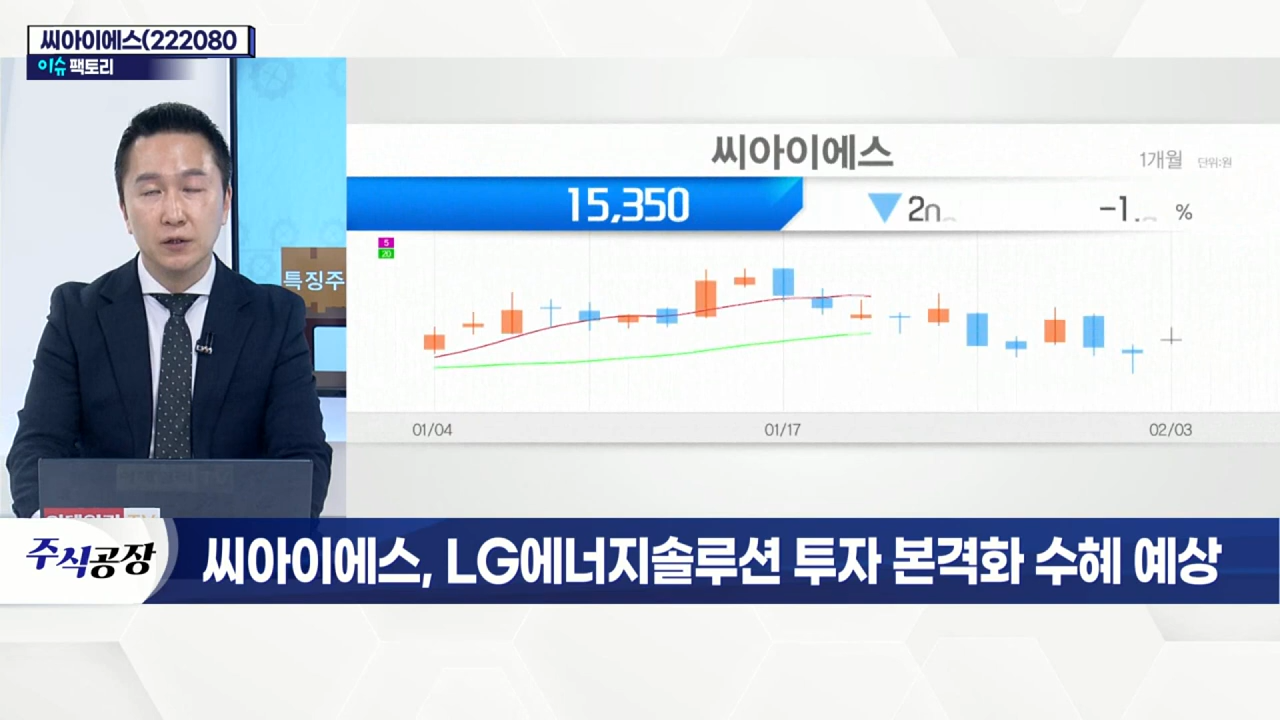 씨아이에스(222080
이슈 팩토리
특징주
씨아이에스
1개월 단위:원
15,350 ▼ %
5
20
01/04 01/17 02/03
주식공장
씨아이에스, LG에너지솔루션 투자 본격화 수혜 예상